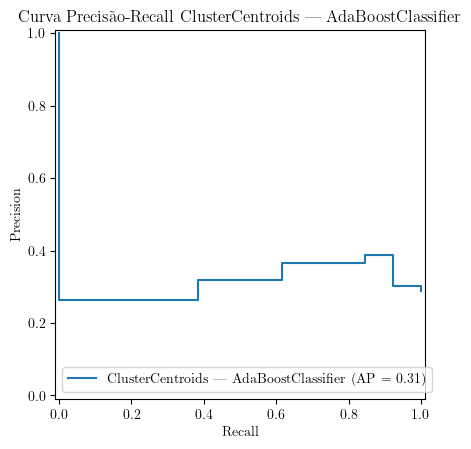 Curva Precisão-Recall ClusterCentroids — AdaBoostClassifier
1.0
0.8
0.6
0.4
0.2
0.0
Precision
ClusterCentroids — AdaBoostClassifier (AP = 0.31)
0.0 0.2 0.4 0.6 0.8 1.0
Recall